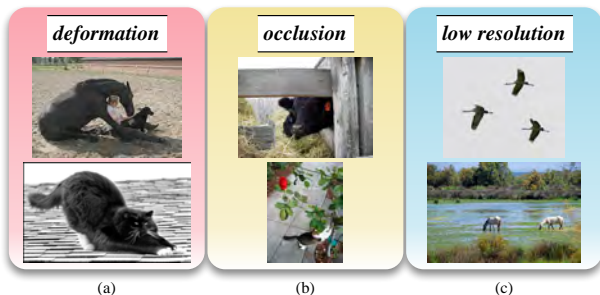 deformation
occlusion
low resolution
(a)
(b)
(c)